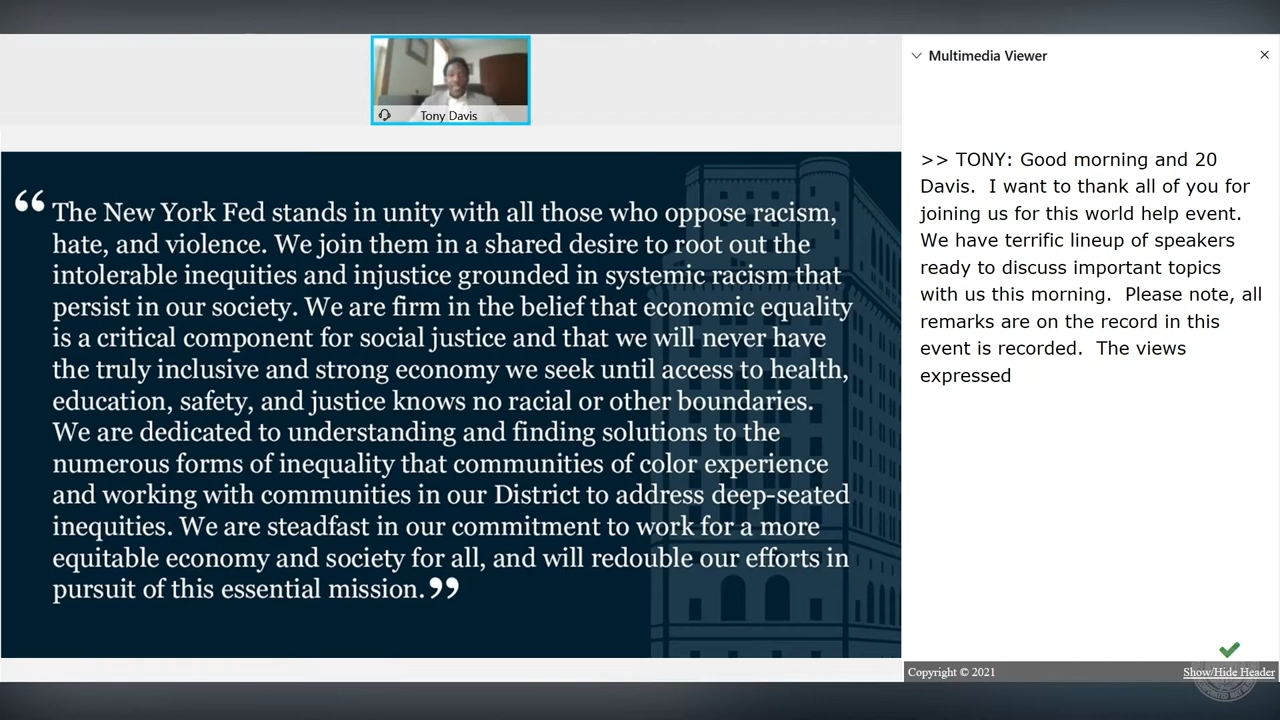 Tony Davis
“The New York Fed stands in unity with all those who oppose racism,
hate, and violence. We join them in a shared desire to root out the
intolerable inequities and injustice grounded in systemic racism that
persist in our society. We are firm in the belief that economic equality
is a critical component for social justice and that we will never have
the truly inclusive and strong economy we seek until access to health,
education, safety, and justice knows no racial or other boundaries.
We are dedicated to understanding and finding solutions to the
numerous forms of inequality that communities of color experience
and working with communities in our District to address deep-seated
inequities. We are steadfast in our commitment to work for a more
equitable economy and society for all, and will redouble our efforts in
pursuit of this essential mission.”
Multimedia Viewer
>> TONY: Good morning and 20
Davis. I want to thank all of you for
joining us for this world help event.
We have terrific lineup of speakers
ready to discuss important topics
with us this morning. Please note, all
remarks are on the record in this
event is recorded. The views
expressed
Copyright © 2021
Show/Hide Header